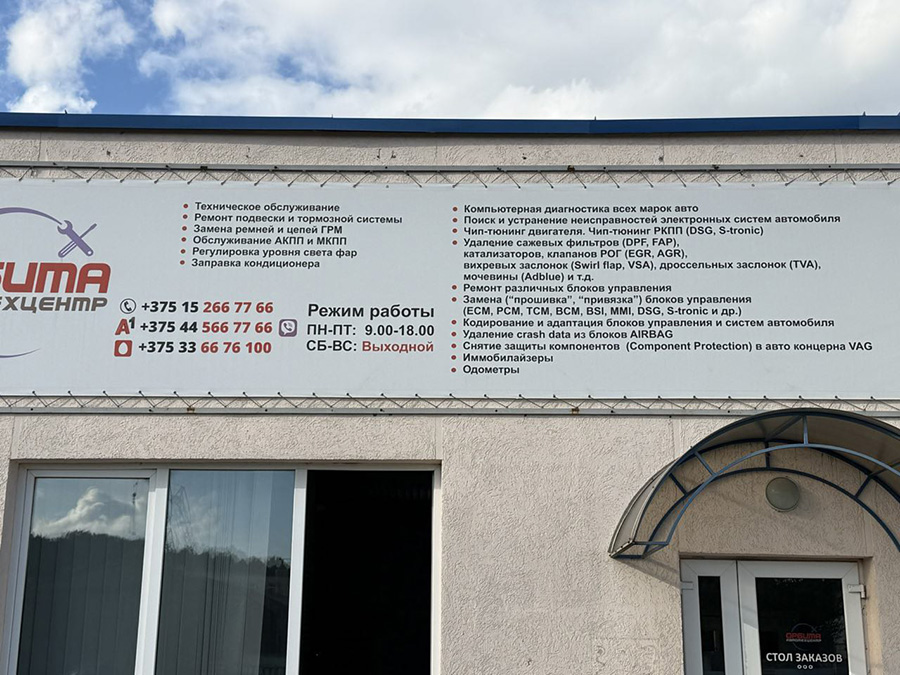 Техническое обслуживание
Ремонт подвески и тормозной системы
Замена ремней и цепей ГРМ
Обслуживание АКПП и МКПП
Регулировка уровня света фар
Заправка кондиционера
+375 15 266 77 66
A1 +375 44 566 77 66
+375 33 66 76 100
Режим работы
ПН-ПТ: 9.00-18.00
СБ-ВС: Выходной
Компьютерная диагностика всех марок авто
Поиск и устранение неисправностей электронных систем автомобиля
Чип-тюнинг двигателя. Чип-тюнинг РКПП (DSG, S-tronic)
Удаление сажевых фильтров (DPF, FAP),
катализаторов, клапанов РОГ (EGR, AGR),
вихревых заслонок (Swirl flap, VSA), дроссельных заслонок (TVA),
мочевины (Adblue) и т.д.
Ремонт различных блоков управления
Замена (“прошивка”, “привязка”) блоков управления
(ECM, PCM, TCM, BCM, BSI, MMI, DSG, S-tronic и др.)
Кодирование и адаптация блоков управления и систем автомобиля
Удаление crash data из блоков AIRBAG
Снятие защиты компонентов (Component Protection) в авто концерна VAG
Иммобилайзеры
Одометры
СТОЛ ЗАКАЗОВ